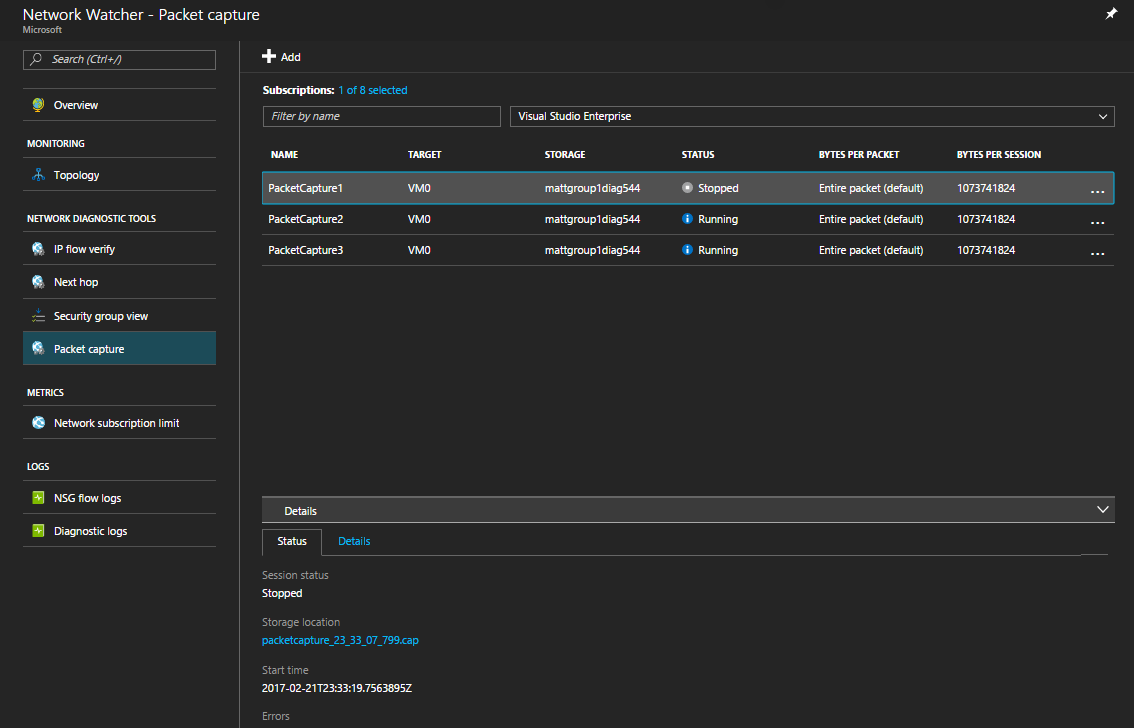 Network Watcher - Packet capture
Microsoft
Search (Ctrl+/)
Overview
MONITORING
Topology
NETWORK DIAGNOSTIC TOOLS
IP flow verify
Next hop
Security group view
Packet capture
METRICS
Network subscription limit
LOGS
NSG flow logs
Diagnostic logs
Add
Subscriptions: 1 of 8 selected
Filter by name Visual Studio Enterprise
NAME TARGET STORAGE STATUS BYTES PER PACKET BYTES PER SESSION
PacketCapture1 VM0 mattgroup1diag544 Stopped Entire packet (default) 1073741824 ...
PacketCapture2 VM0 mattgroup1diag544 Running Entire packet (default) 1073741824 ...
PacketCapture3 VM0 mattgroup1diag544 Running Entire packet (default) 1073741824 ...
Details
Status Details
Session status
Stopped
Storage location
packetcapture_23_33_07_799.cap
Start time
2017-02-21T23:33:19.7563895Z
Errors